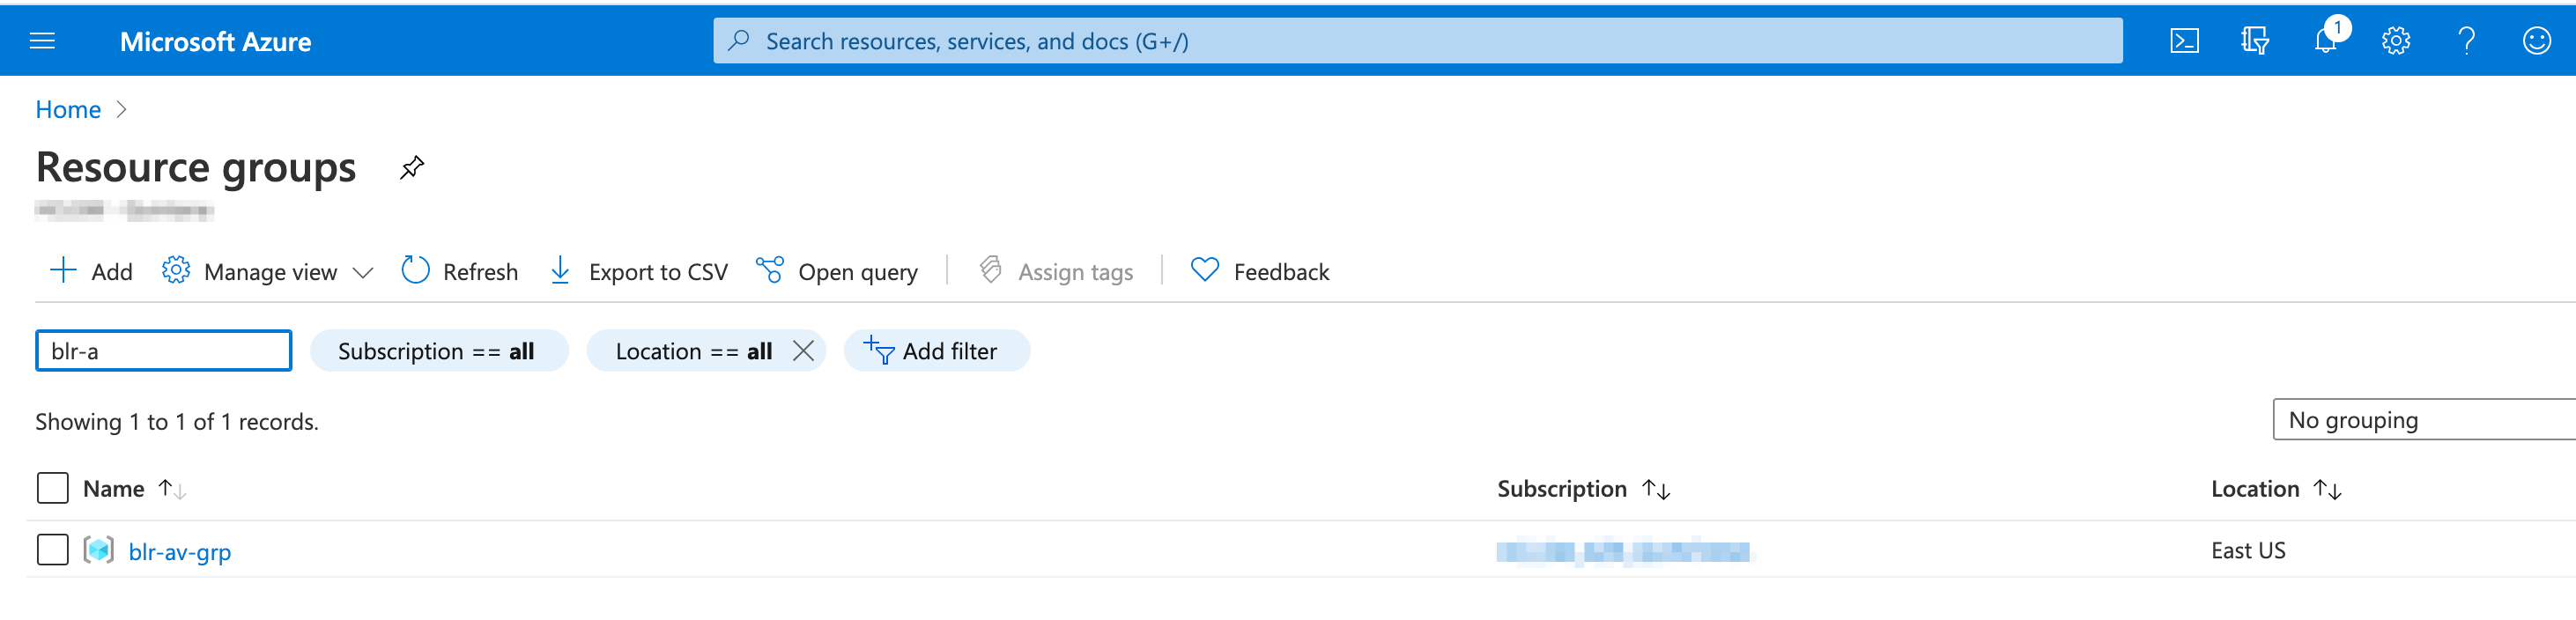 Microsoft Azure
Search resources, services, and docs (G+/)
1
Home
Resource groups
Add Manage view Refresh Export to CSV Open query Assign tags Feedback
blr-a Subscription == all Location == all Add filter
Showing 1 to 1 of 1 records.
No grouping
Name Subscription Location
blr-av-grp East US